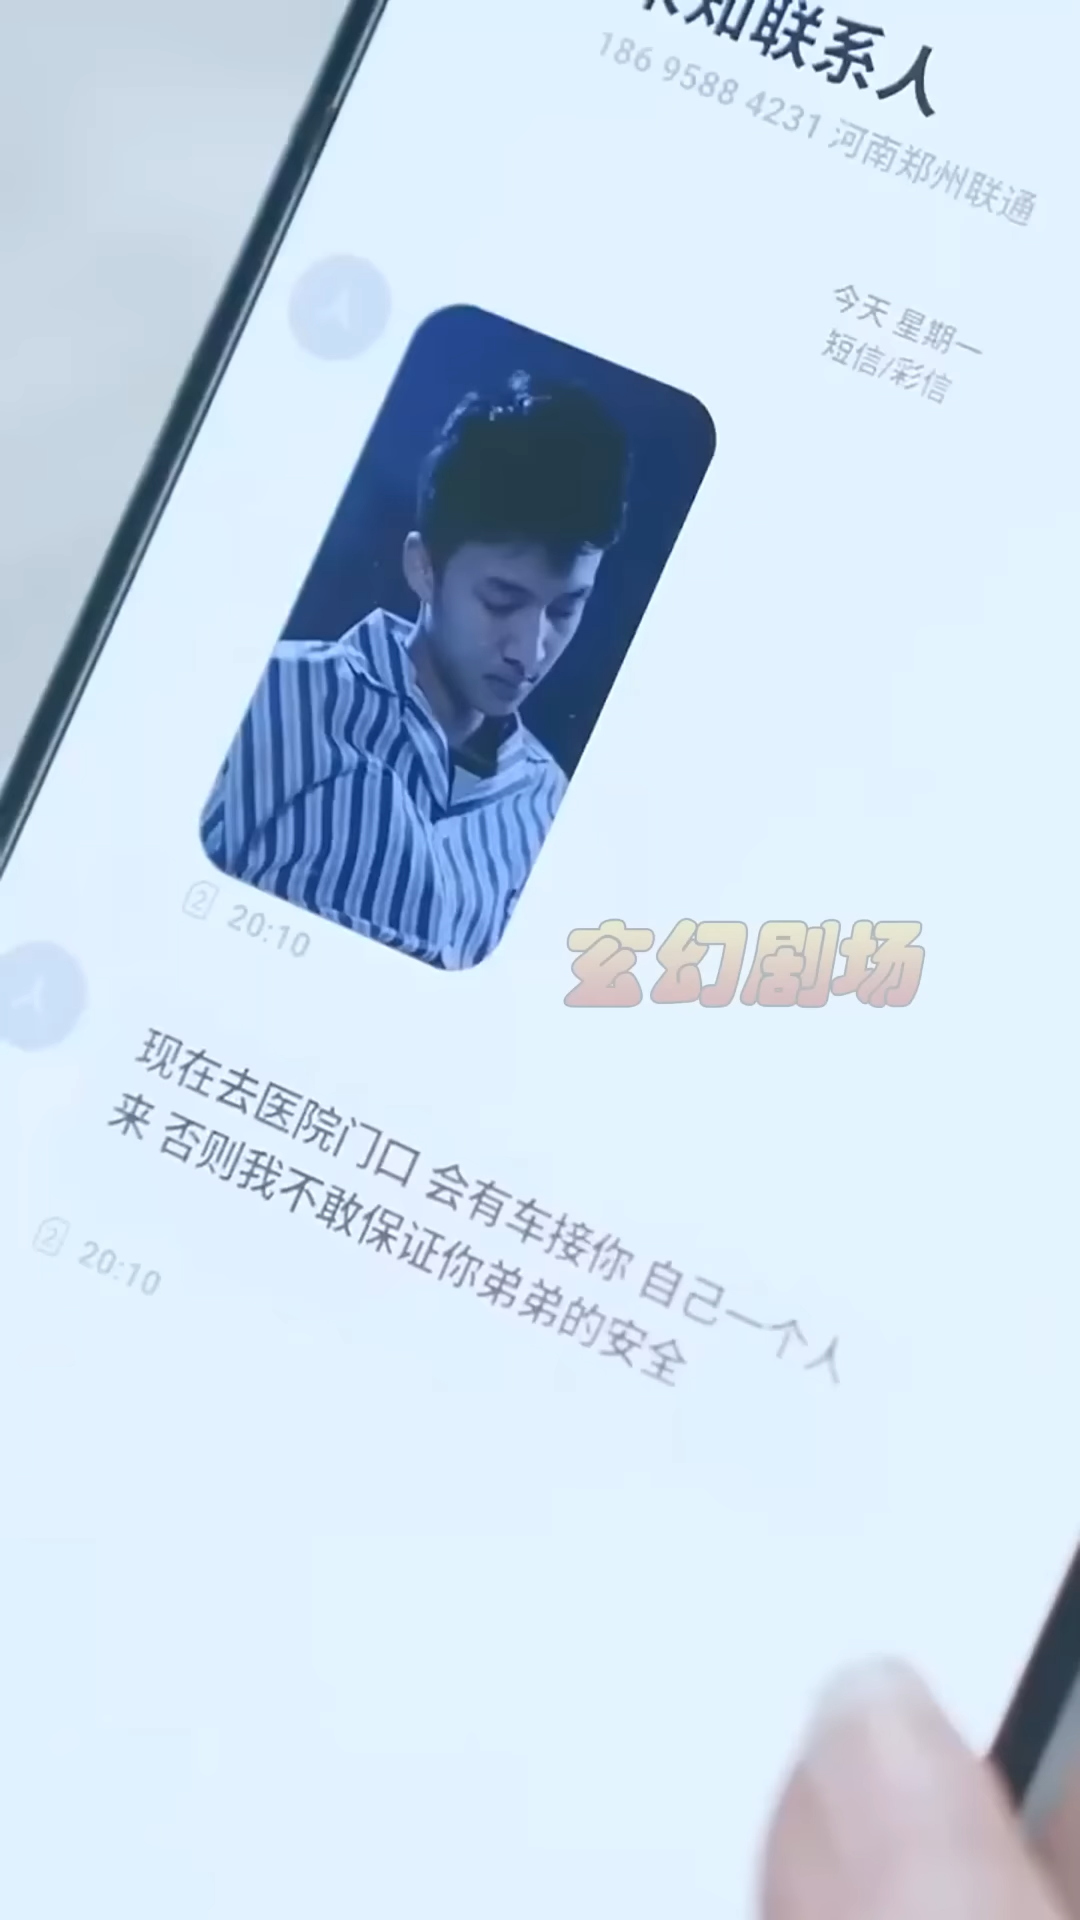 未知联系人
186 9588 4231 河南郑州联通
今天 星期一
短信/彩信
2 20:10
玄幻剧场
现在去医院门口 会有车接你 自己一个人
来 否则我不敢保证你弟弟的安全
2 20:10